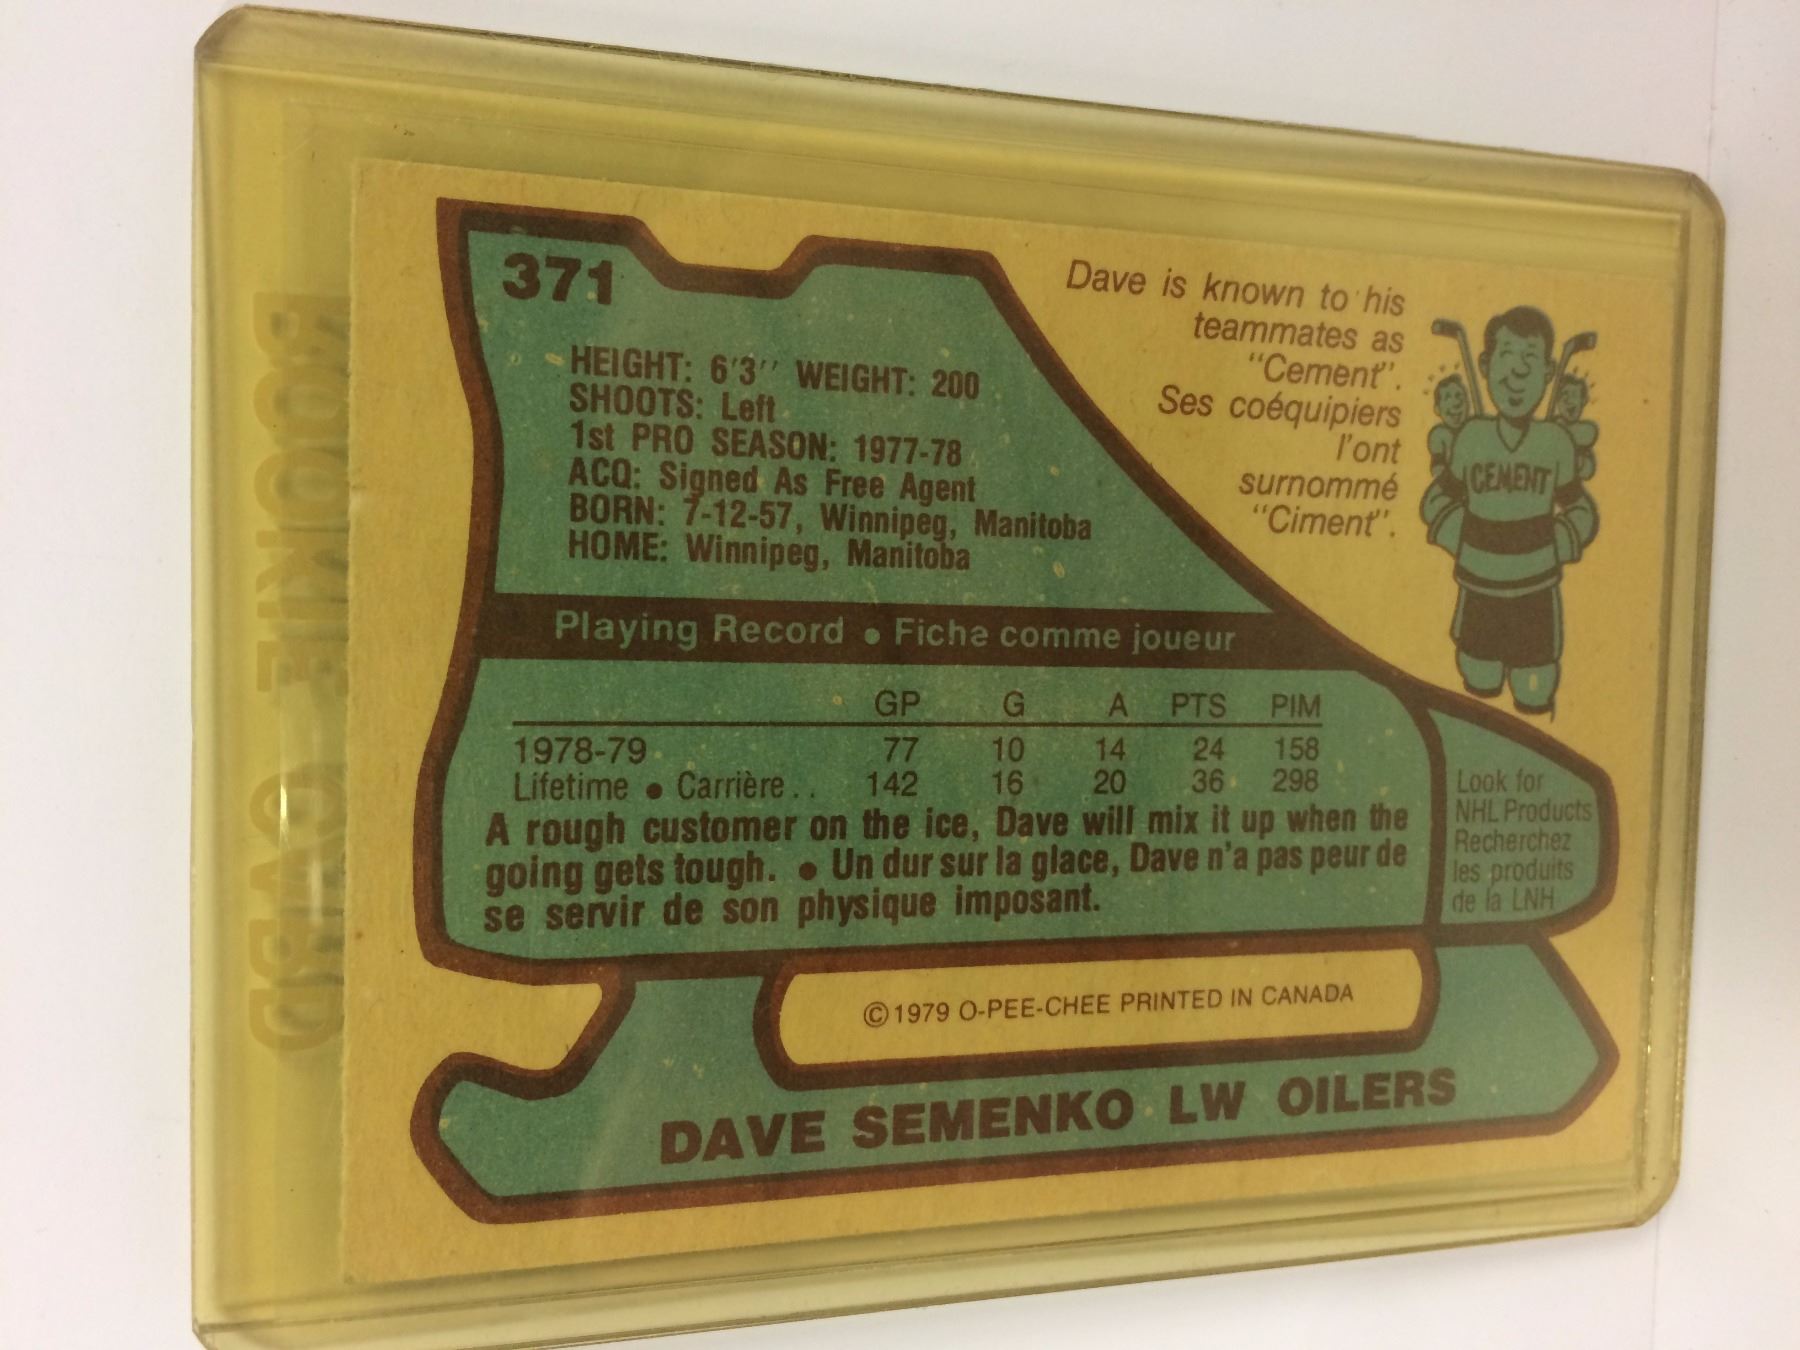 371
HEIGHT: 6'3'' WEIGHT: 200
SHOOTS: Left
1st PRO SEASON: 1977-78
ACQ: Signed As Free Agent
BORN: 7-12-57, Winnipeg, Manitoba
HOME: Winnipeg, Manitoba
Dave is known to his
teammates as
"Cement".
Ses coéquipiers
l'ont
surnommé
"Ciment".
CEMENT
Playing Record • Fiche comme joueur
GP G A PTS PIM
1978-79 77 10 14 24 158
Lifetime • Carrière . . 142 16 20 36 298
A rough customer on the ice, Dave will mix it up when the
going gets tough. • Un dur sur la glace, Dave n'a pas peur de
se servir de son physique imposant.
Look for
NHL Products
Recherchez
les produits
de la LNH
©1979 O-PEE-CHEE PRINTED IN CANADA
DAVE SEMENKO LW OILERS
ROOKIE CARD